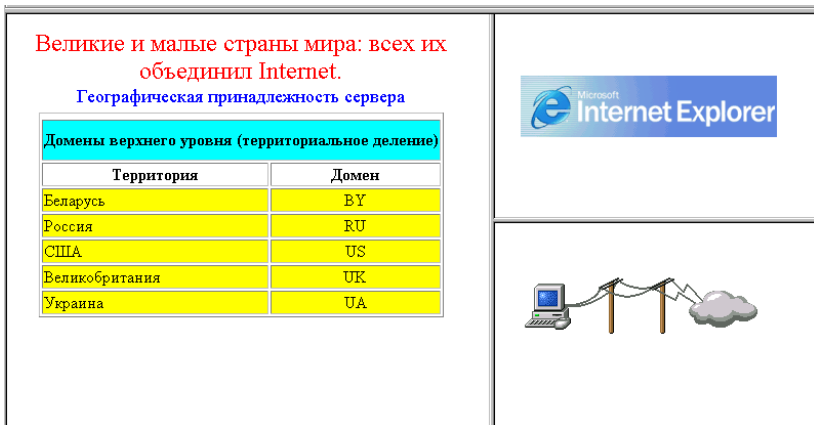 Великие и малые страны мира: всех их
объединил Internet.
Географическая принадлежность сервера
Домены верхнего уровня (территориальное деление)
Территория Домен
Беларусь BY
Россия RU
США US
Великобритания UK
Украина UA
Microsoft
Internet Explorer